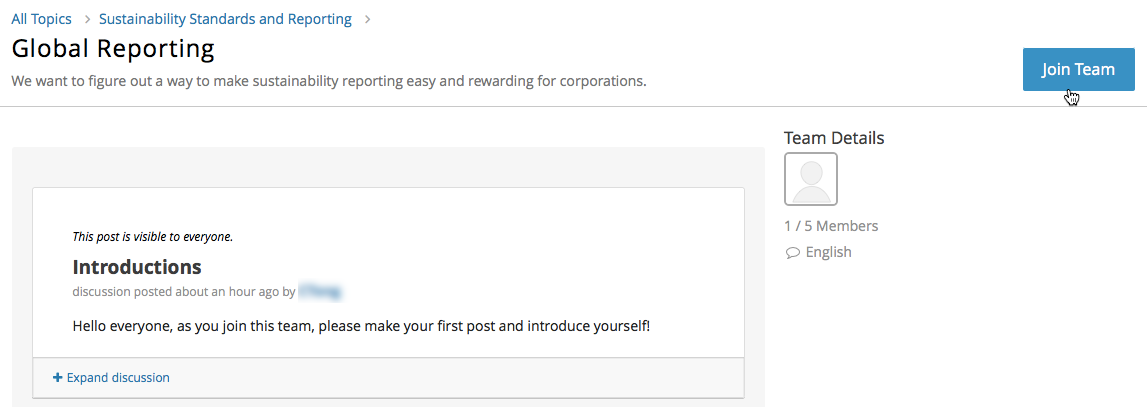 All Topics > Sustainability Standards and Reporting >
Global Reporting
We want to figure out a way to make sustainability reporting easy and rewarding for corporations.
Join Team
Team Details
1 / 5 Members
English
This post is visible to everyone.
Introductions
discussion posted about an hour ago by
Hello everyone, as you join this team, please make your first post and introduce yourself!
+ Expand discussion